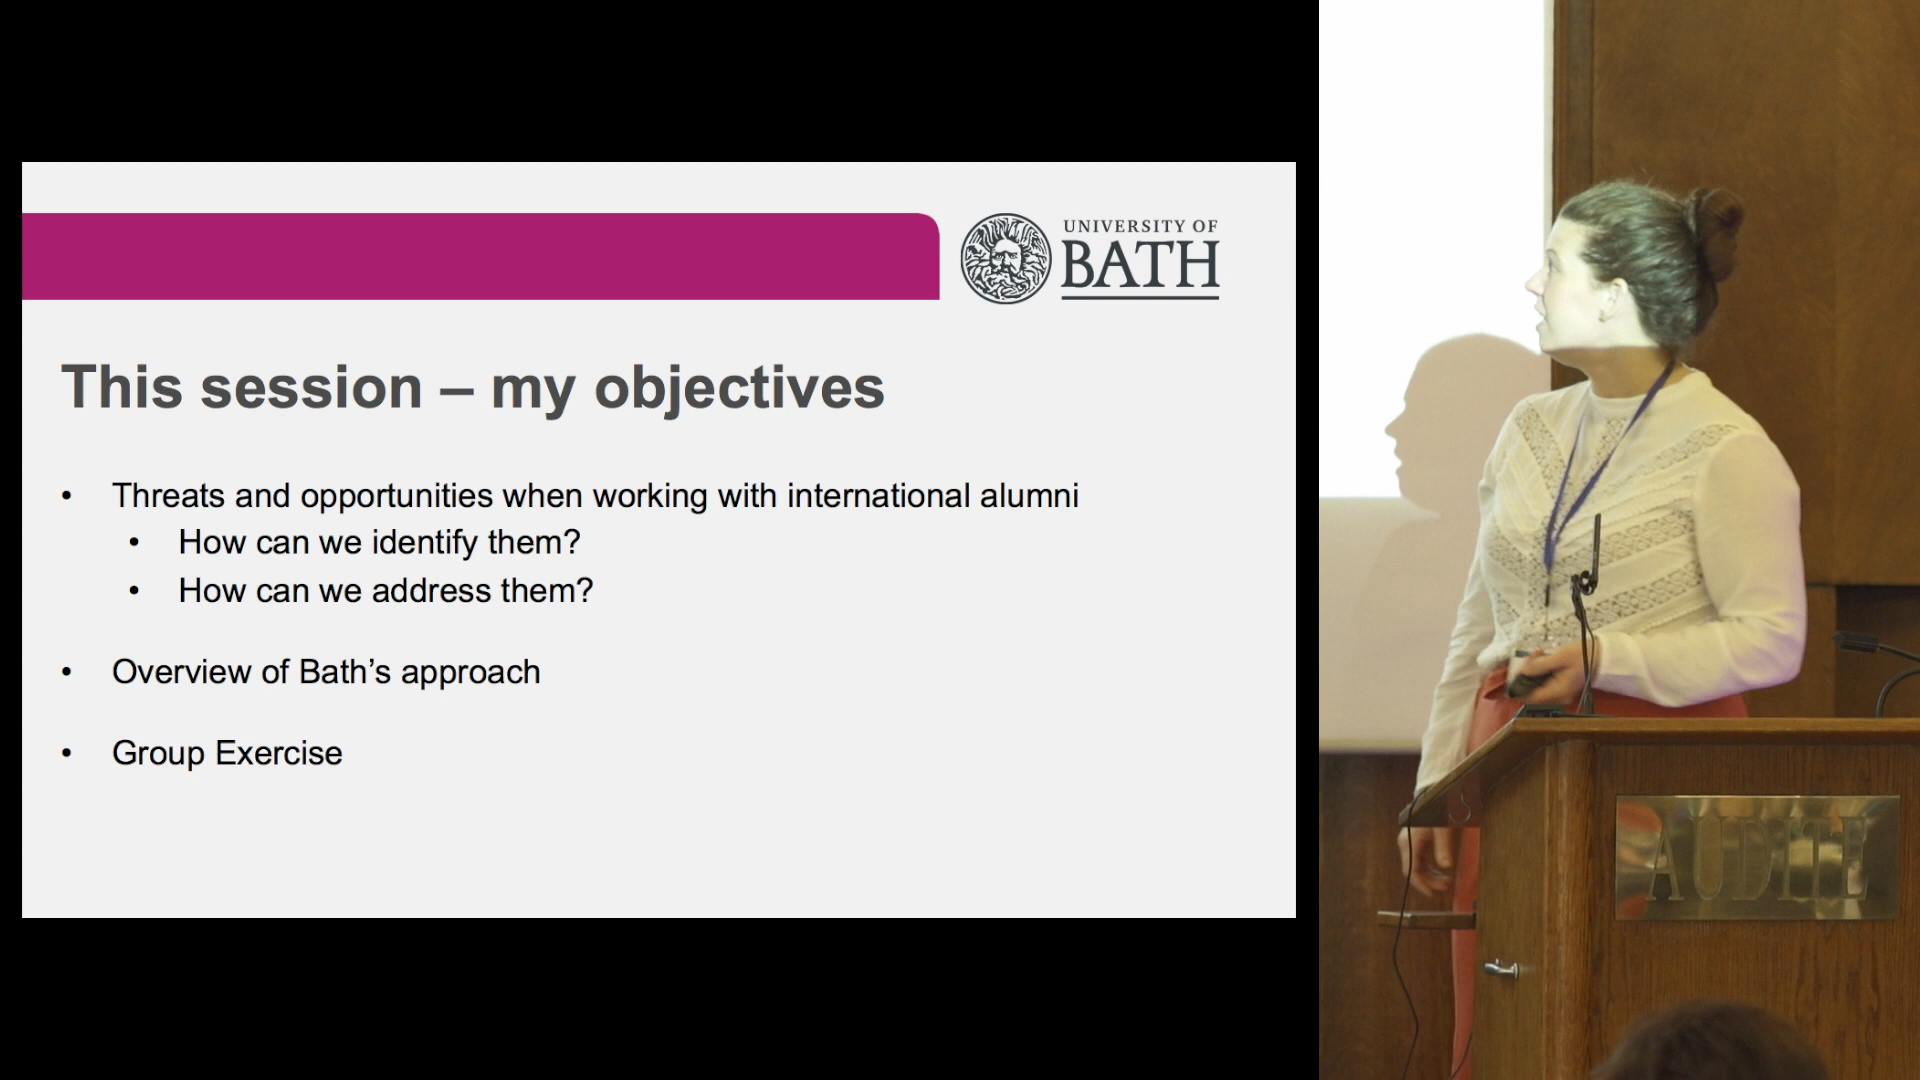 UNIVERSITY OF
BATH
This session – my objectives
• Threats and opportunities when working with international alumni
• How can we identify them?
• How can we address them?
• Overview of Bath’s approach
• Group Exercise
AUDITE